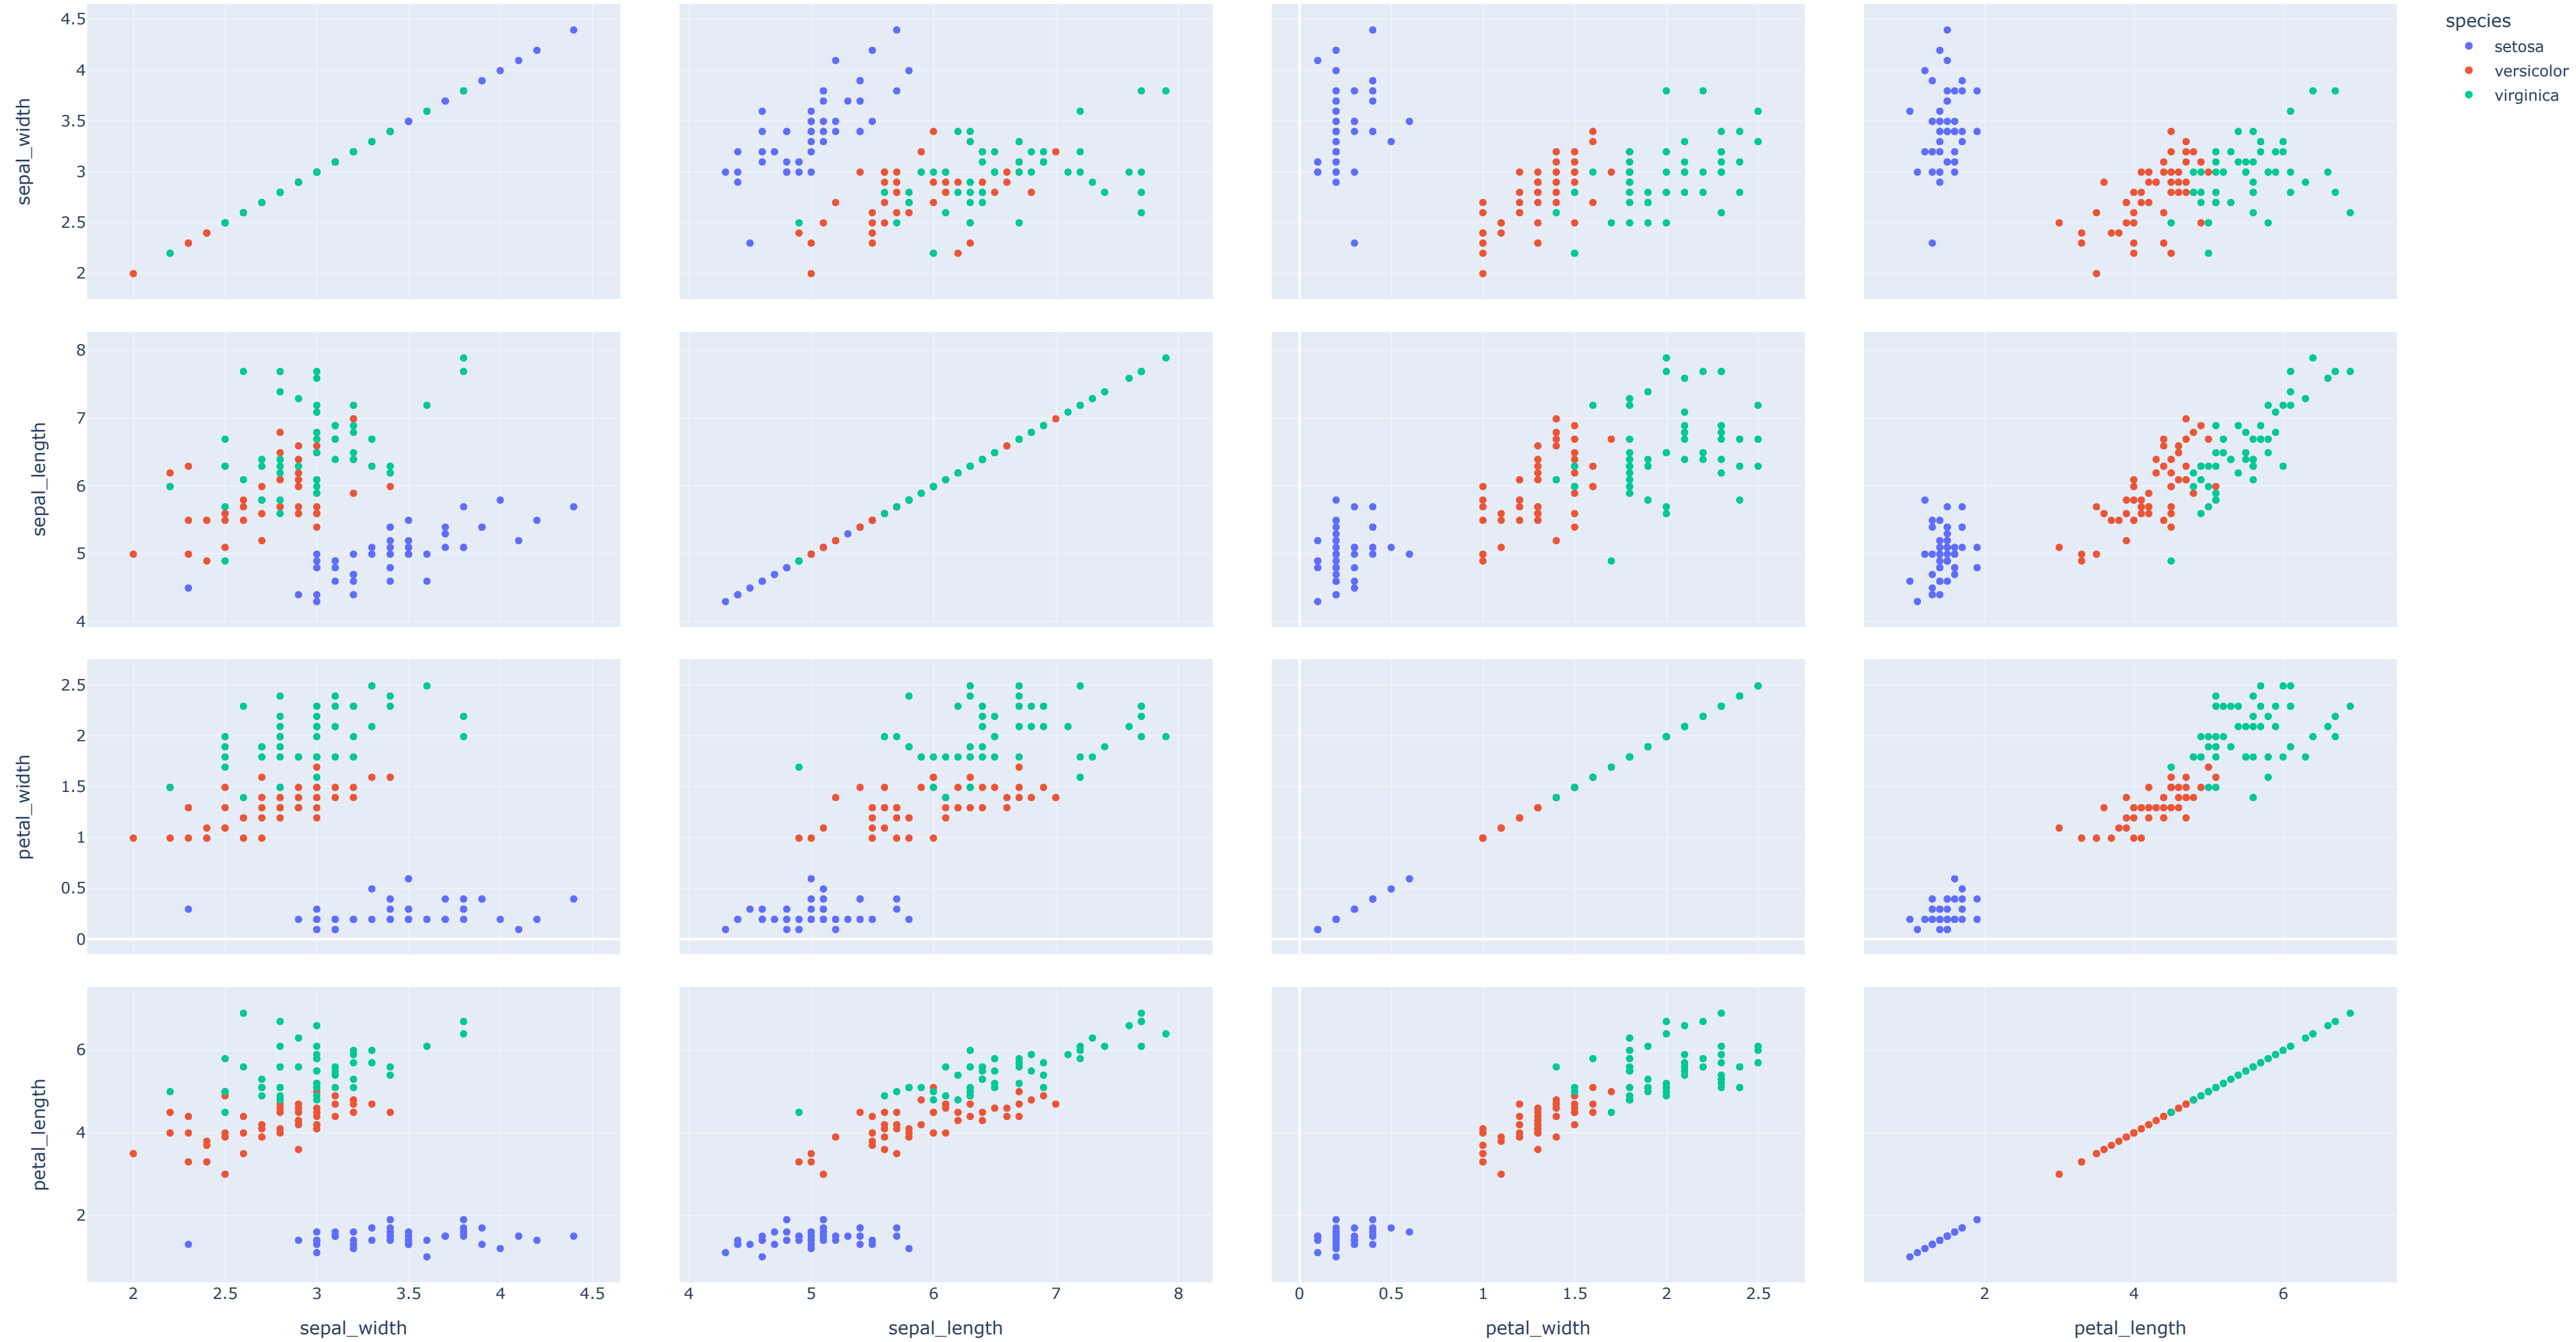 species
setosa
versicolor
virginica
sepal_width
4.5
4
3.5
3
2.5
2
sepal_length
8
7
6
5
4
petal_width
2.5
2
1.5
1
0.5
0
petal_length
6
4
2
2 2.5 3 3.5 4 4.5
4 5 6 7 8
0 0.5 1 1.5 2 2.5
2 4 6
sepal_width sepal_length petal_width petal_length